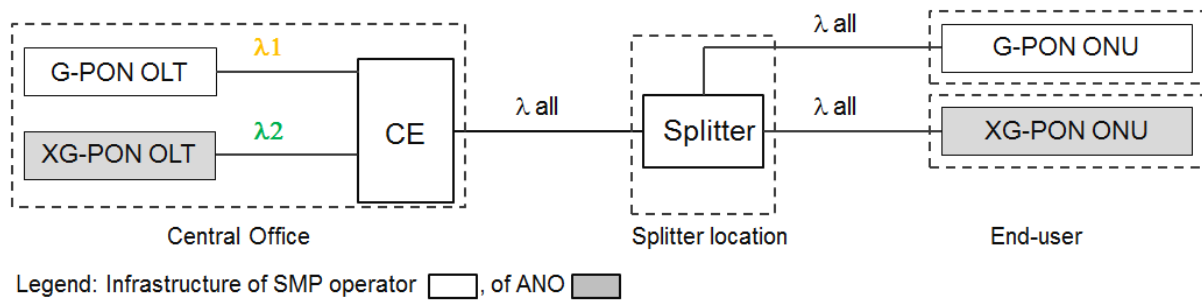 λ1
G-PON OLT
λ2
XG-PON OLT
CE
λ all
Splitter
λ all
λ all
G-PON ONU
XG-PON ONU
Central Office
Splitter location
End-user
Legend: Infrastructure of SMP operator , of ANO